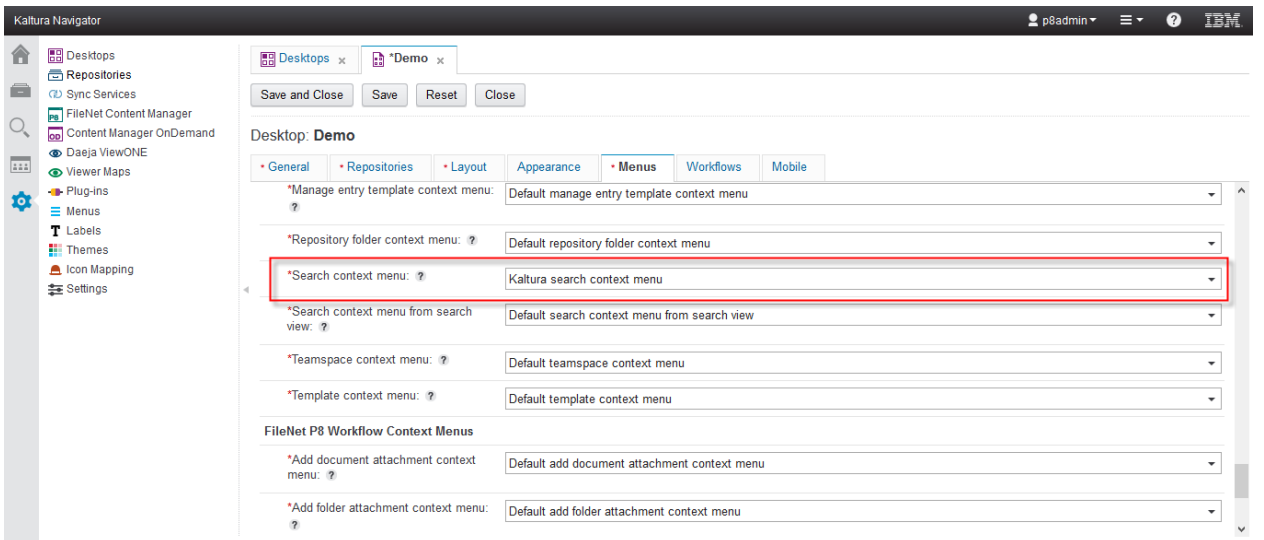 Kaltura Navigator
p8admin
?
IBM.
Desktops
Repositories
Sync Services
P8 FileNet Content Manager
OD Content Manager OnDemand
Daeja ViewONE
Viewer Maps
Plug-ins
Menus
T Labels
Themes
Icon Mapping
Settings
Desktops x
*Demo x
Save and Close
Save
Reset
Close
Desktop: Demo
* General
* Repositories
* Layout
Appearance
* Menus
Workflows
Mobile
*Manage entry template context menu:
?
Default manage entry template context menu
*Repository folder context menu: ?
Default repository folder context menu
*Search context menu: ?
Kaltura search context menu
*Search context menu from search
view: ?
Default search context menu from search view
*Teamspace context menu: ?
Default teamspace context menu
*Template context menu: ?
Default template context menu
FileNet P8 Workflow Context Menus
*Add document attachment context
menu: ?
Default add document attachment context menu
*Add folder attachment context menu:
?
Default add folder attachment context menu